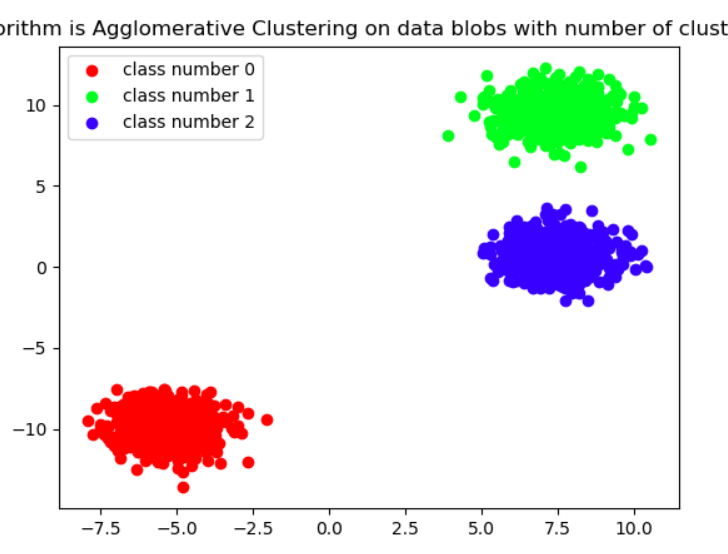 orithm is Agglomerative Clustering on data blobs with number of clust
class number 0
class number 1
class number 2
10
5
0
−5
−10
−7.5 −5.0 −2.5 0.0 2.5 5.0 7.5 10.0